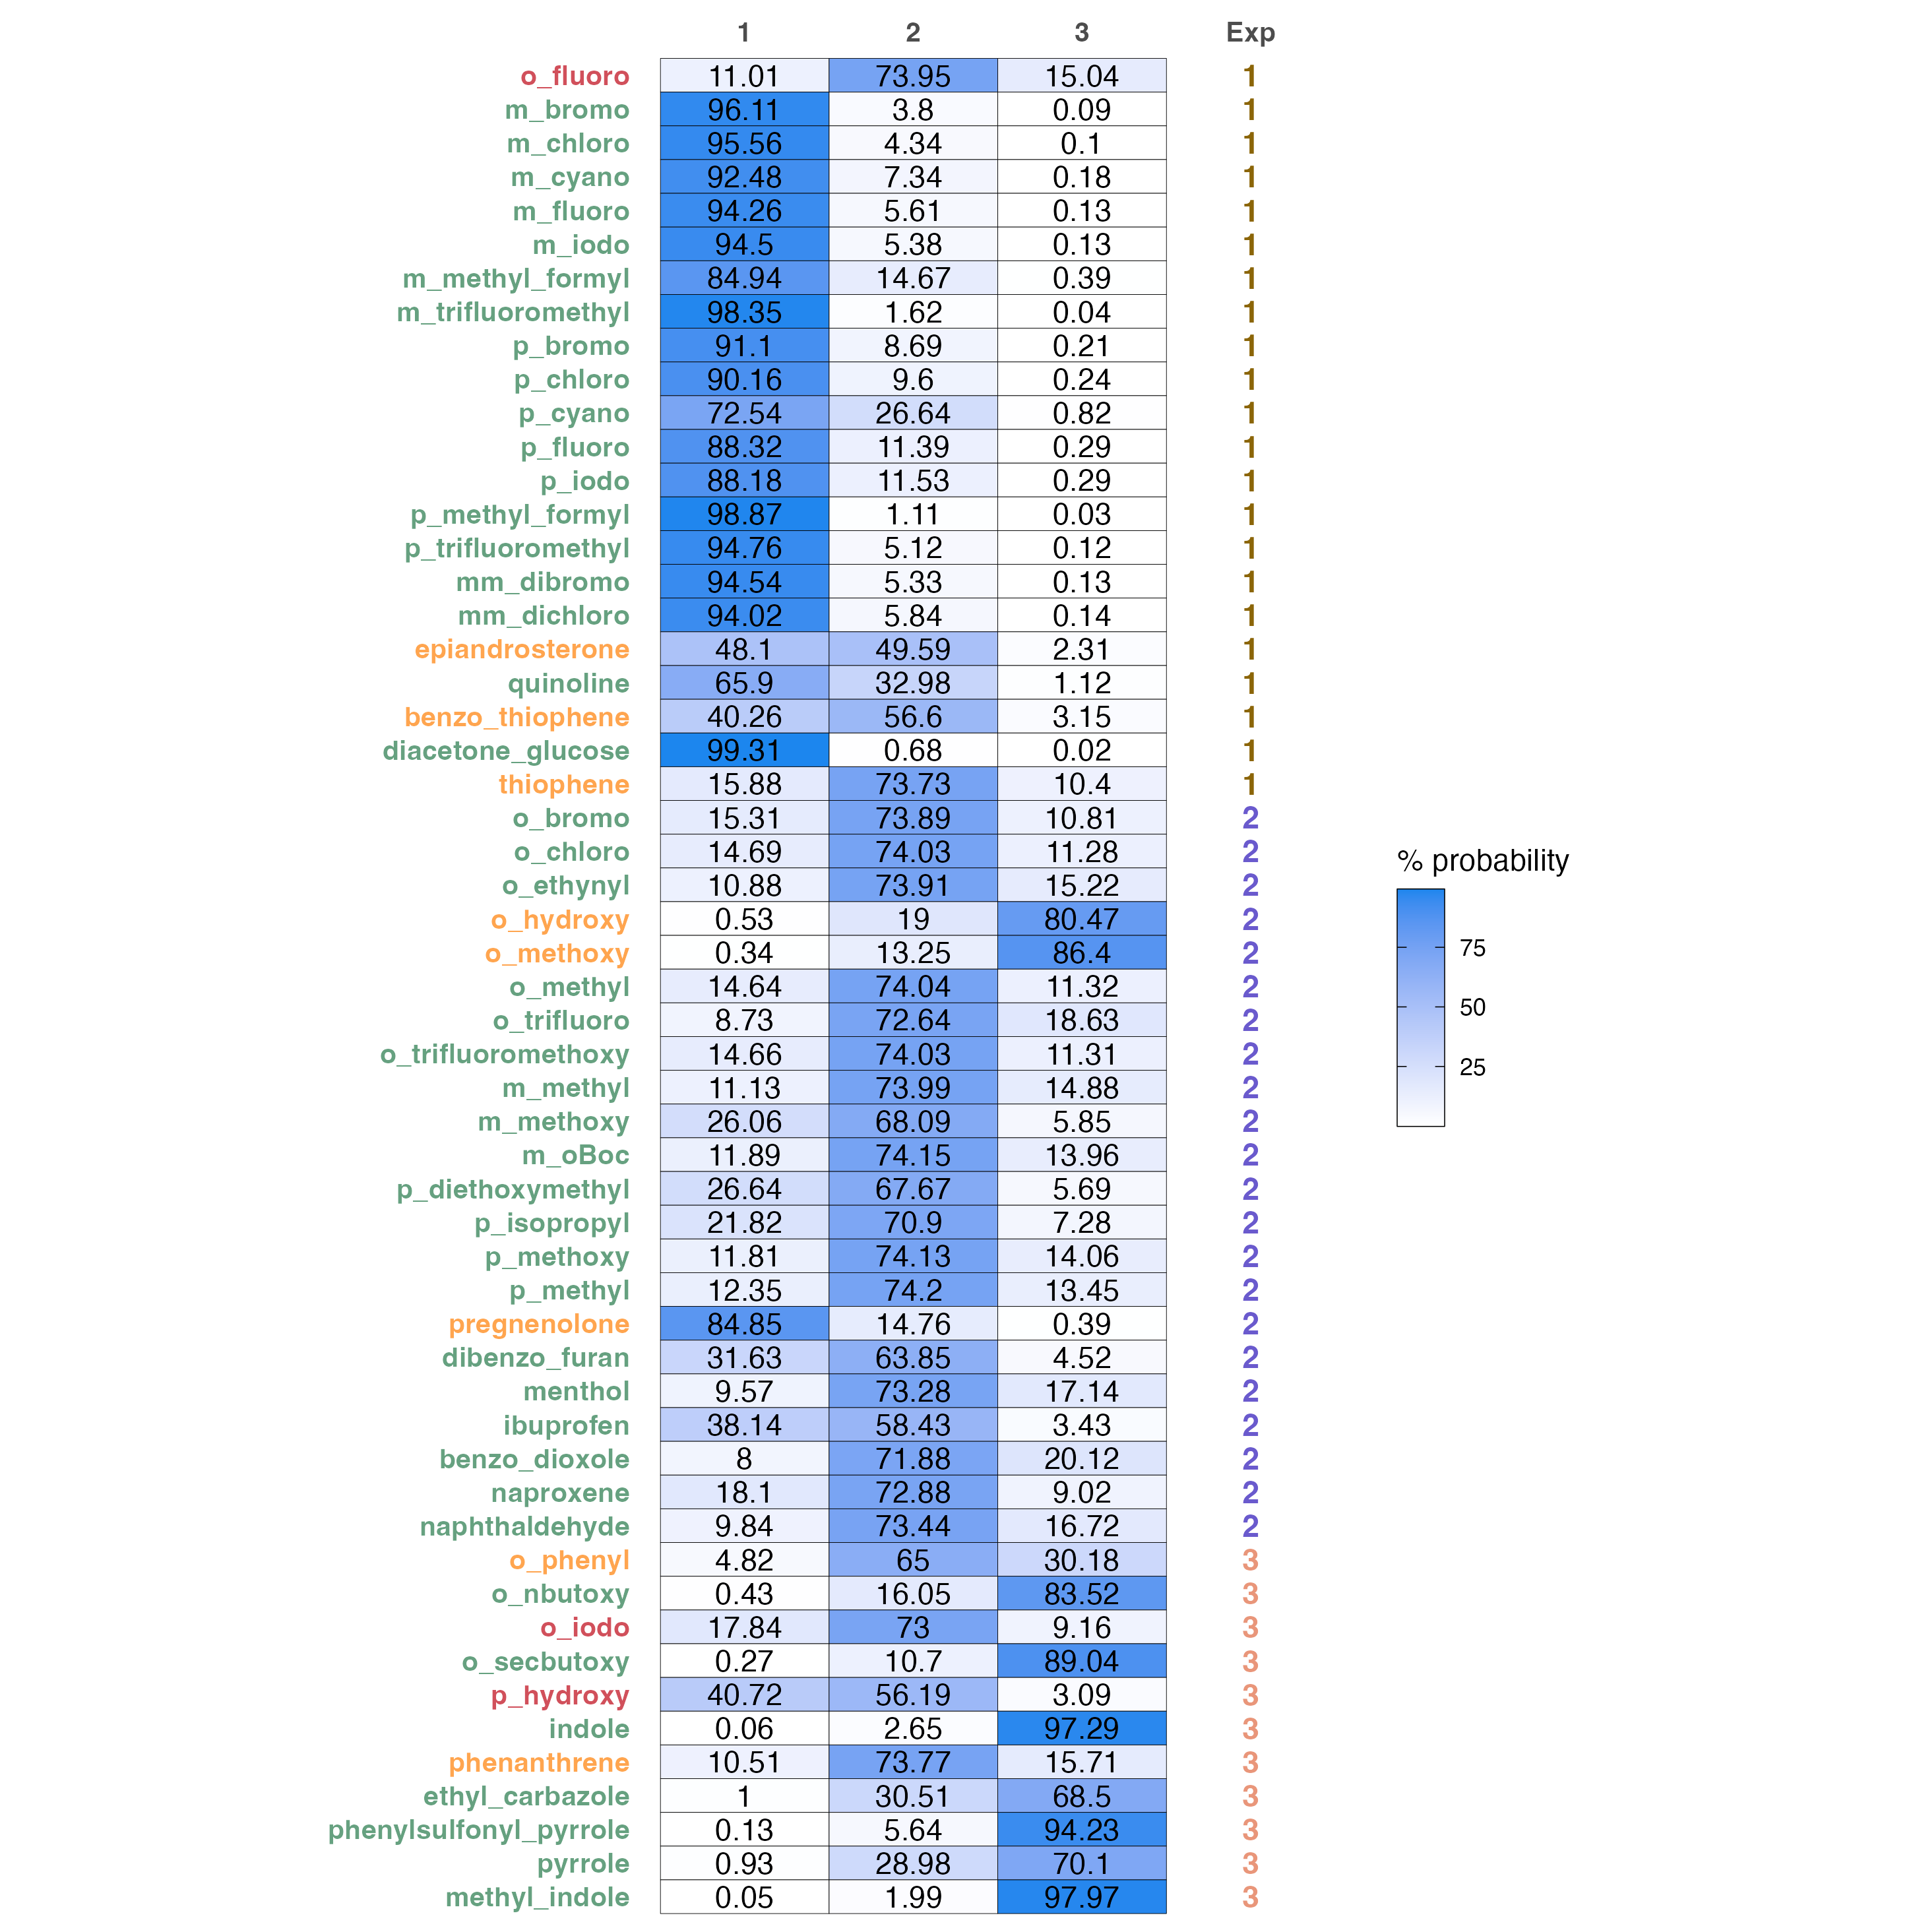 1 2 3 Exp
o_fluoro 11.01 73.95 15.04 1
m_bromo 96.11 3.8 0.09 1
m_chloro 95.56 4.34 0.1 1
m_cyano 92.48 7.34 0.18 1
m_fluoro 94.26 5.61 0.13 1
m_iodo 94.5 5.38 0.13 1
m_methyl_formyl 84.94 14.67 0.39 1
m_trifluoromethyl 98.35 1.62 0.04 1
p_bromo 91.1 8.69 0.21 1
p_chloro 90.16 9.6 0.24 1
p_cyano 72.54 26.64 0.82 1
p_fluoro 88.32 11.39 0.29 1
p_iodo 88.18 11.53 0.29 1
p_methyl_formyl 98.87 1.11 0.03 1
p_trifluoromethyl 94.76 5.12 0.12 1
mm_dibromo 94.54 5.33 0.13 1
mm_dichloro 94.02 5.84 0.14 1
epiandrosterone 48.1 49.59 2.31 1
quinoline 65.9 32.98 1.12 1
benzo_thiophene 40.26 56.6 3.15 1
diacetone_glucose 99.31 0.68 0.02 1
thiophene 15.88 73.73 10.4 1
o_bromo 15.31 73.89 10.81 2
o_chloro 14.69 74.03 11.28 2
o_ethynyl 10.88 73.91 15.22 2
o_hydroxy 0.53 19 80.47 2
o_methoxy 0.34 13.25 86.4 2
o_methyl 14.64 74.04 11.32 2
o_trifluoro 8.73 72.64 18.63 2
o_trifluoromethoxy 14.66 74.03 11.31 2
m_methyl 11.13 73.99 14.88 2
m_methoxy 26.06 68.09 5.85 2
m_oBoc 11.89 74.15 13.96 2
p_diethoxymethyl 26.64 67.67 5.69 2
p_isopropyl 21.82 70.9 7.28 2
p_methoxy 11.81 74.13 14.06 2
p_methyl 12.35 74.2 13.45 2
pregnenolone 84.85 14.76 0.39 2
dibenzo_furan 31.63 63.85 4.52 2
menthol 9.57 73.28 17.14 2
ibuprofen 38.14 58.43 3.43 2
benzo_dioxole 8 71.88 20.12 2
naproxene 18.1 72.88 9.02 2
naphthaldehyde 9.84 73.44 16.72 2
o_phenyl 4.82 65 30.18 3
o_nbutoxy 0.43 16.05 83.52 3
o_iodo 17.84 73 9.16 3
o_secbutoxy 0.27 10.7 89.04 3
p_hydroxy 40.72 56.19 3.09 3
indole 0.06 2.65 97.29 3
phenanthrene 10.51 73.77 15.71 3
ethyl_carbazole 1 30.51 68.5 3
phenylsulfonyl_pyrrole 0.13 5.64 94.23 3
pyrrole 0.93 28.98 70.1 3
methyl_indole 0.05 1.99 97.97 3
% probability
75
50
25